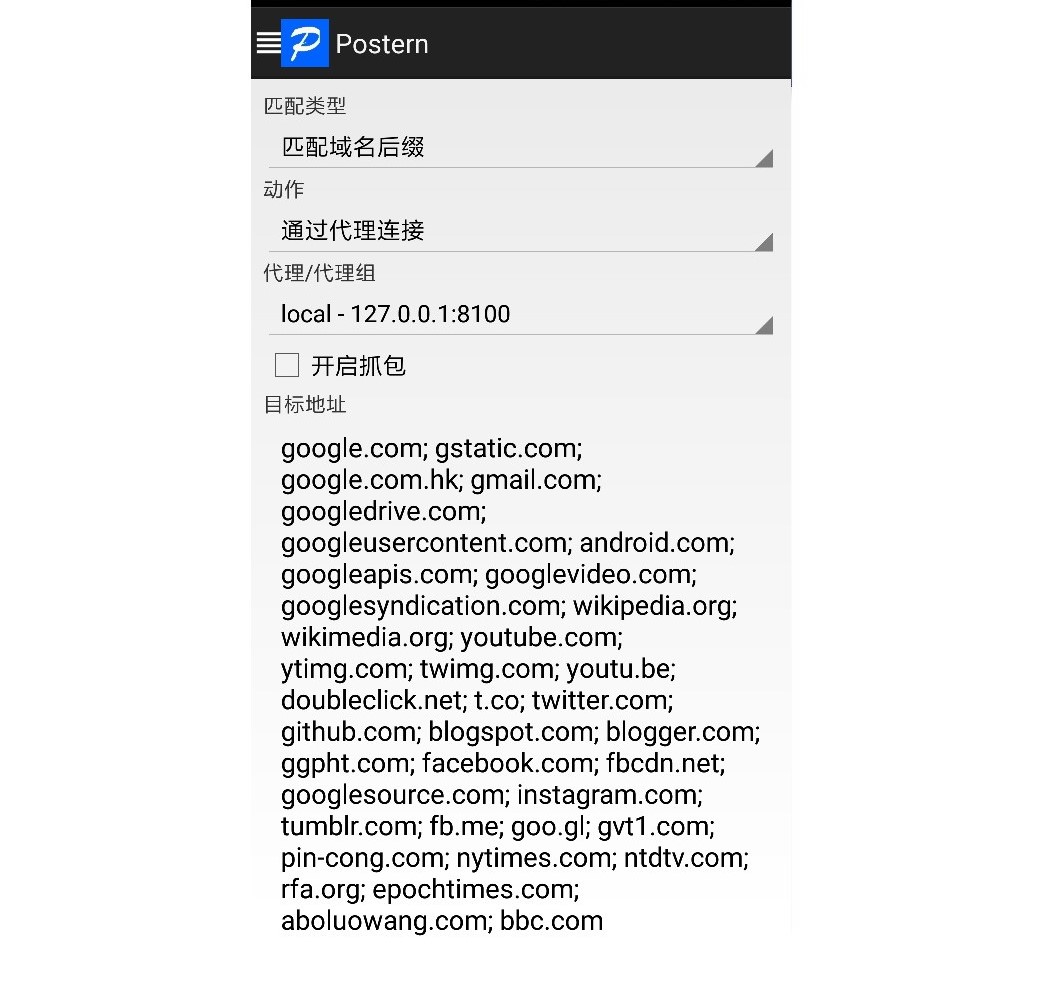 Postern
匹配类型
匹配域名后缀
动作
通过代理连接
代理/代理组
local - 127.0.0.1:8100
开启抓包
目标地址
google.com; gstatic.com;
google.com.hk; gmail.com;
googledrive.com;
googleusercontent.com; android.com;
googleapis.com; googlevideo.com;
googlesyndication.com; wikipedia.org;
wikimedia.org; youtube.com;
ytimg.com; twimg.com; youtu.be;
doubleclick.net; t.co; twitter.com;
github.com; blogspot.com; blogger.com;
ggpht.com; facebook.com; fbcdn.net;
googlesource.com; instagram.com;
tumblr.com; fb.me; goo.gl; gvt1.com;
pin-cong.com; nytimes.com; ntdtv.com;
rfa.org; epochtimes.com;
aboluowang.com; bbc.com